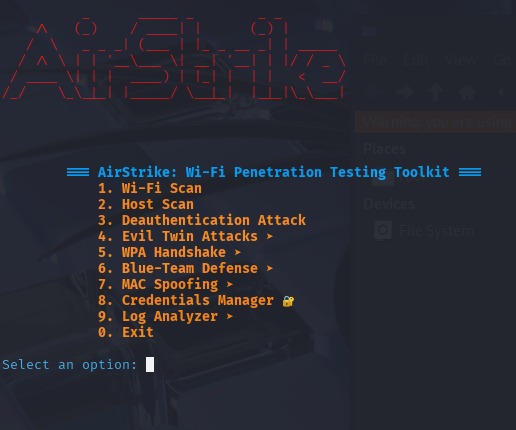 AirStrike
File Edit View Go
Warning: you are using
Places
Devices
File System
≡≡≡ AirStrike: Wi-Fi Penetration Testing Toolkit ≡≡≡
1. Wi-Fi Scan
2. Host Scan
3. Deauthentication Attack
4. Evil Twin Attacks ➤
5. WPA Handshake ➤
6. Blue-Team Defense ➤
7. MAC Spoofing ➤
8. Credentials Manager 🔐
9. Log Analyzer ➤
0. Exit
Select an option: